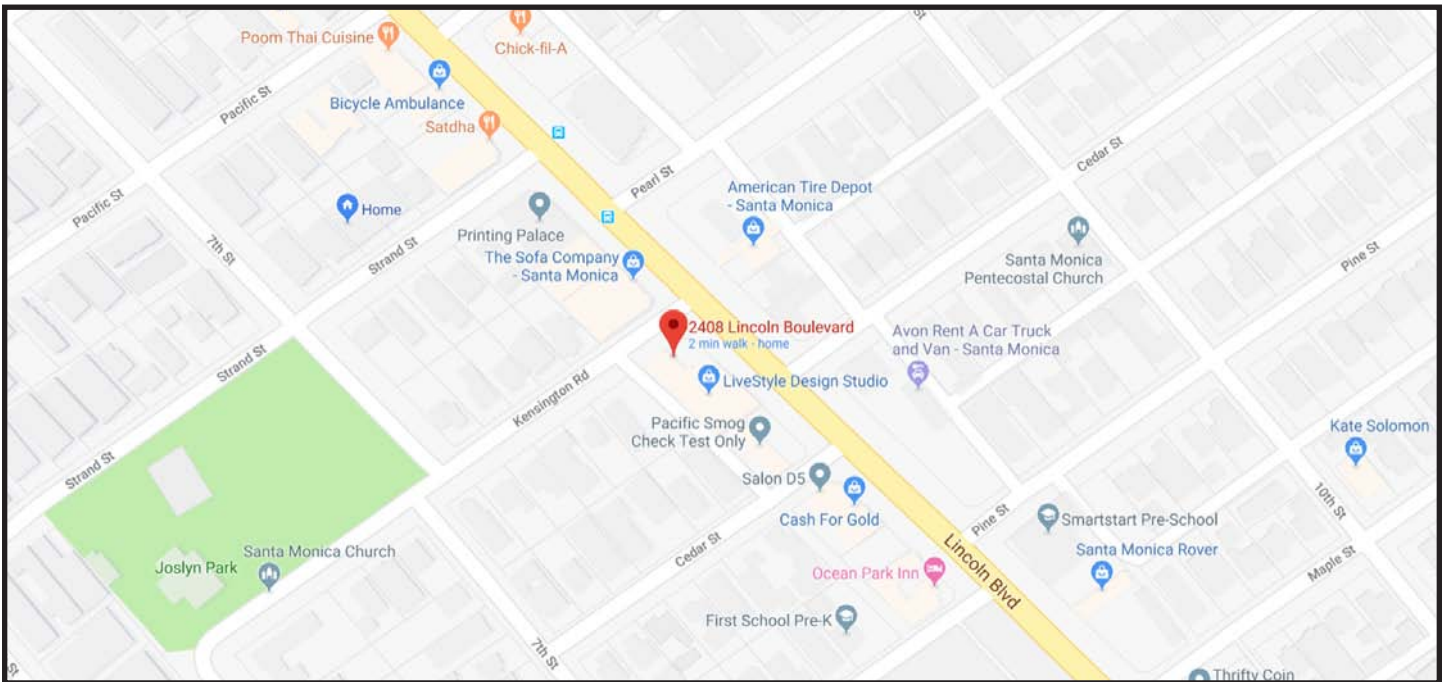 Poom Thai Cuisine
Chick-fil-A
St
St
Pacific St
Bicycle Ambulance
Satdha
Pearl St
Cedar St
American Tire Depot
- Santa Monica
Pacific St
Home
Printing Palace
7th St
Strand St
The Sofa Company
- Santa Monica
Santa Monica
Pentecostal Church
Pine St
2408 Lincoln Boulevard
2 min walk - home
Avon Rent A Car Truck
and Van - Santa Monica
Strand St
Kensington Rd
LiveStyle Design Studio
Pacific Smog
Check Test Only
Kate Solomon
Strand St
Salon D5
Cash For Gold
10th St
Pine St
Smartstart Pre-School
Cedar St
Santa Monica Church
Joslyn Park
Lincoln Blvd
Santa Monica Rover
Maple St
Ocean Park Inn
First School Pre-K
7th St
St
Thrifty Coin